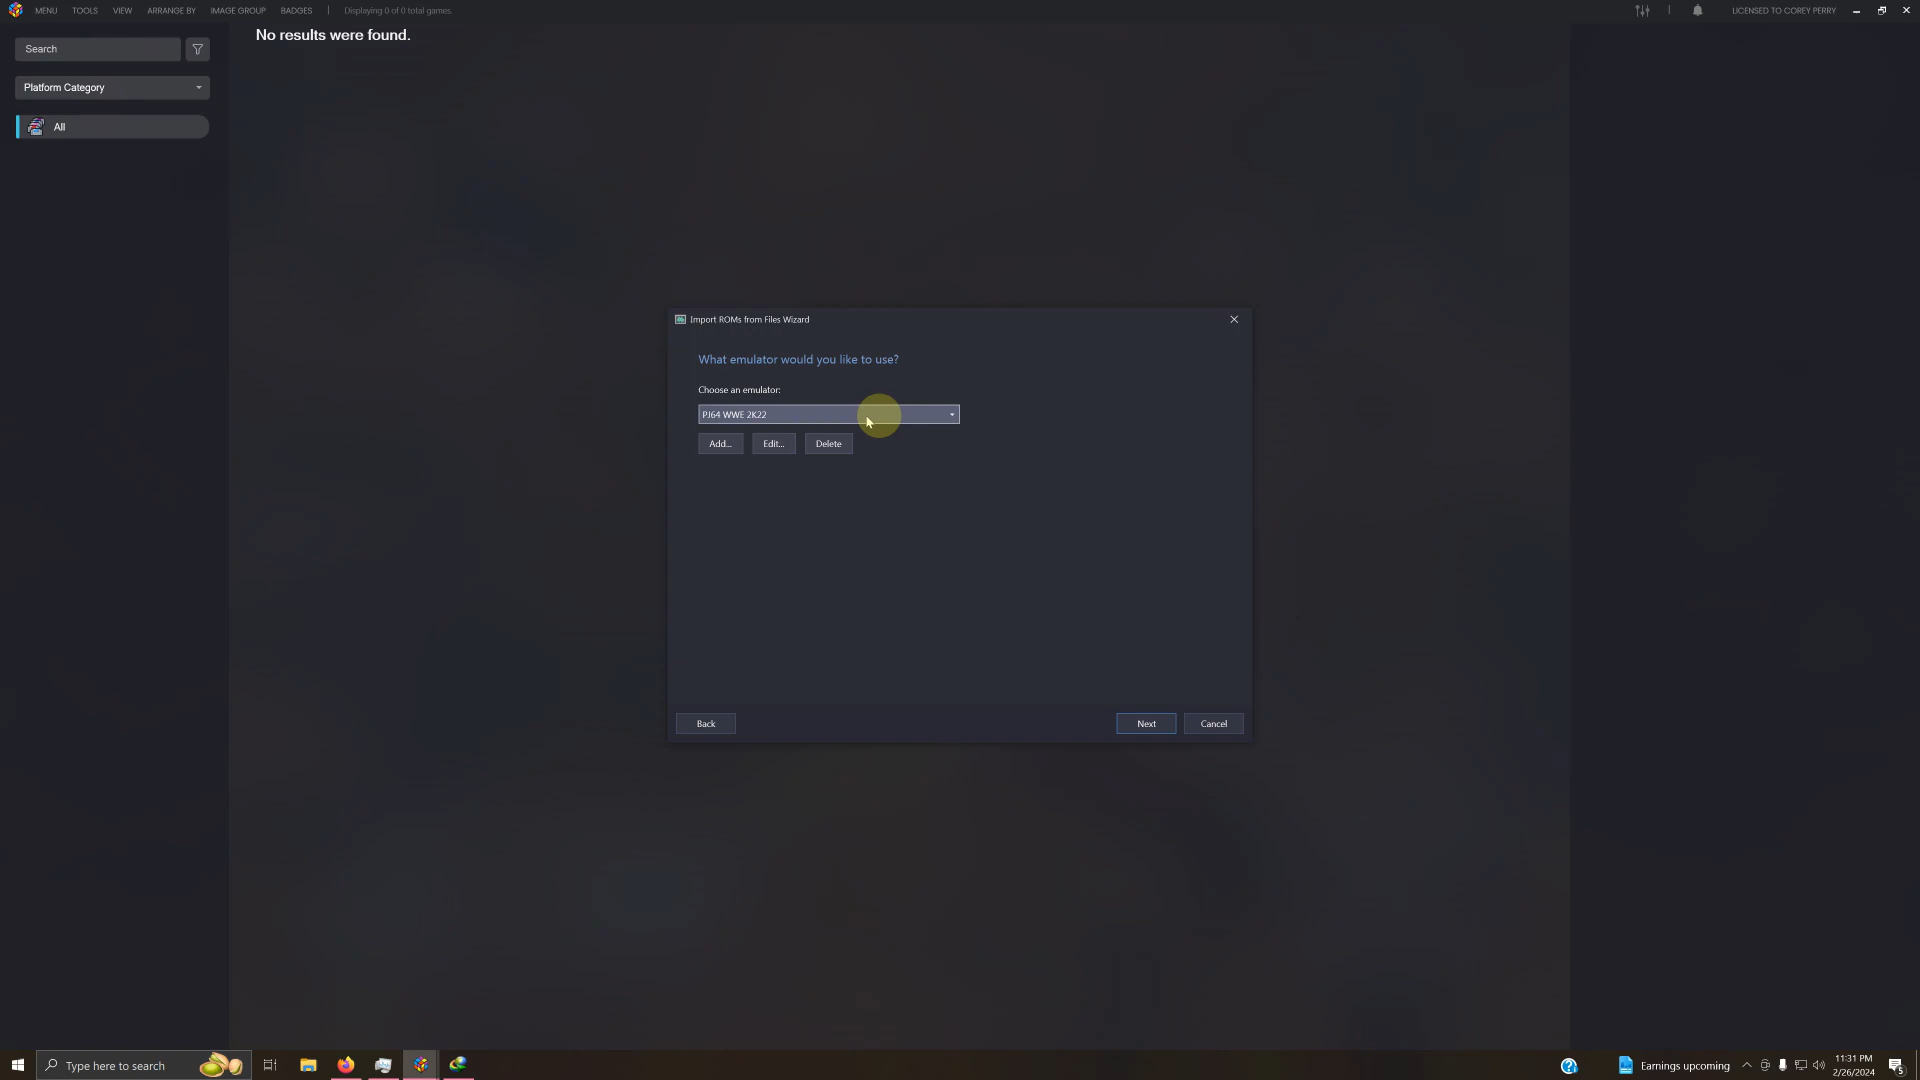 MENU TOOLS VIEW ARRANGE BY IMAGE GROUP BADGES | Displaying 0 of 0 total games. | LICENSED TO COREY PERRY
Search
No results were found.
Platform Category
All
Import ROMs from Files Wizard
What emulator would you like to use?
Choose an emulator:
PJ64 WWE 2K22
Add... Edit... Delete
Back Next Cancel
Type here to search
Earnings upcoming
11:31 PM
2/26/2024
5